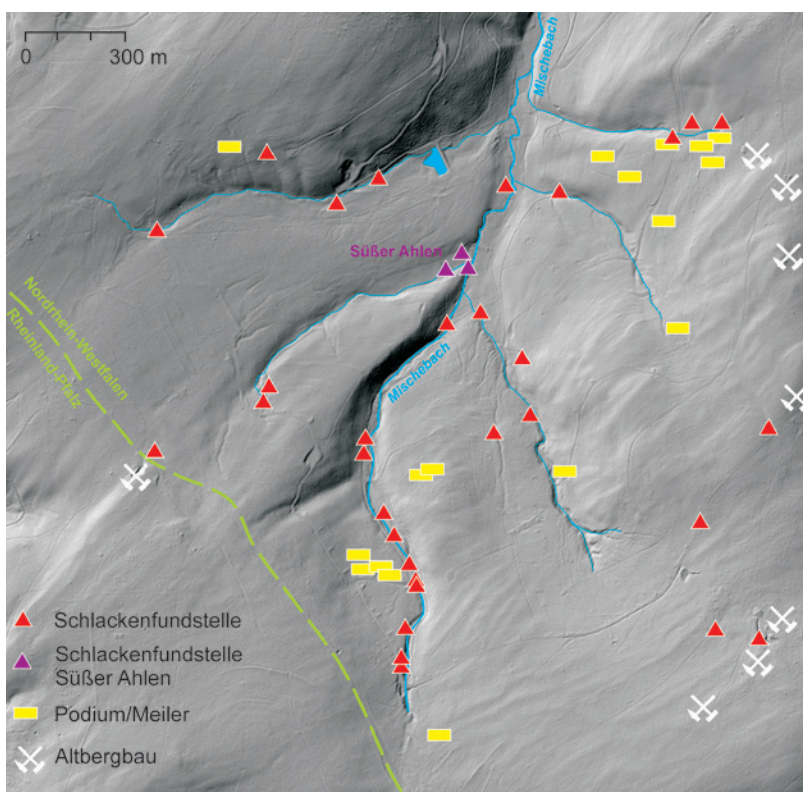 0 300 m
Mischebach
Süßer Ahlen
Nordrhein-Westfalen
Rheinland-Pfalz
Mischebach
Schlackenfundstelle
Schlackenfundstelle
Süßer Ahlen
Podium/Meiler
Altbergbau